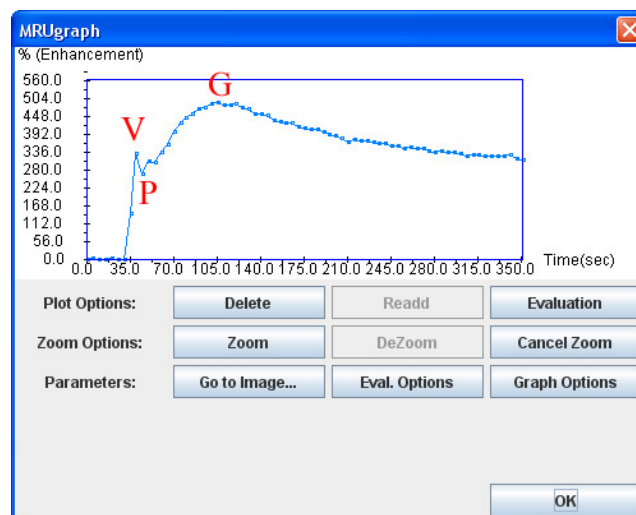 MRUgraph
% (Enhancement)
560.0
504.0
448.0
392.0
336.0
280.0
224.0
168.0
112.0
56.0
0.0
V
P
G
0.0 35.0 70.0 105.0 140.0 175.0 210.0 245.0 280.0 315.0 350.0 Time(sec)
Plot Options: Delete Readd Evaluation
Zoom Options: Zoom DeZoom Cancel Zoom
Parameters: Go to Image... Eval. Options Graph Options
OK